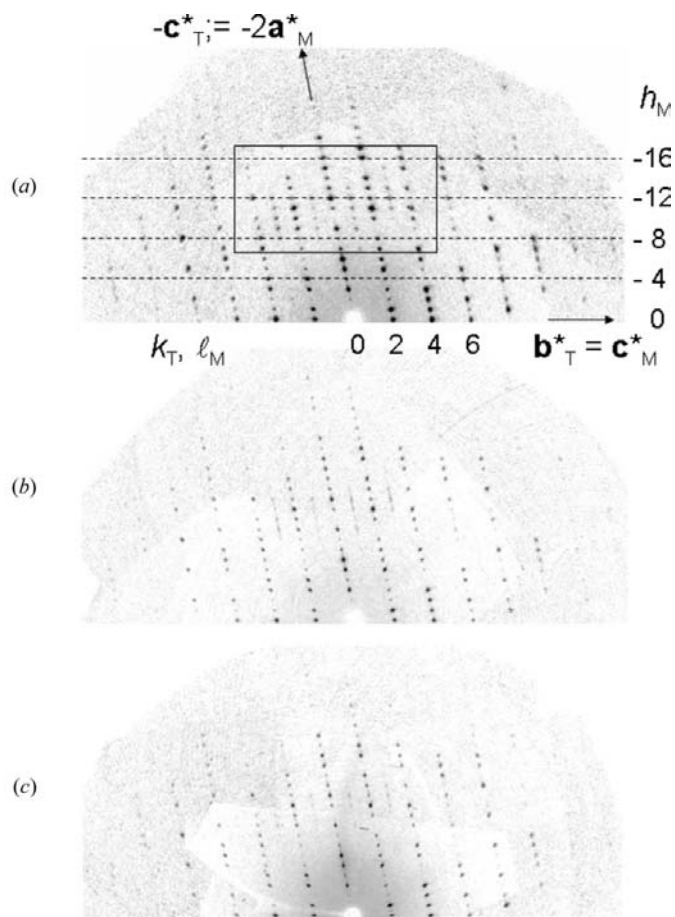 -c*T; = -2a*M
hM
(a)
-16
-12
- 8
- 4
0
kT, ℓM 0 2 4 6 b*T = c*M
(b)
(c)